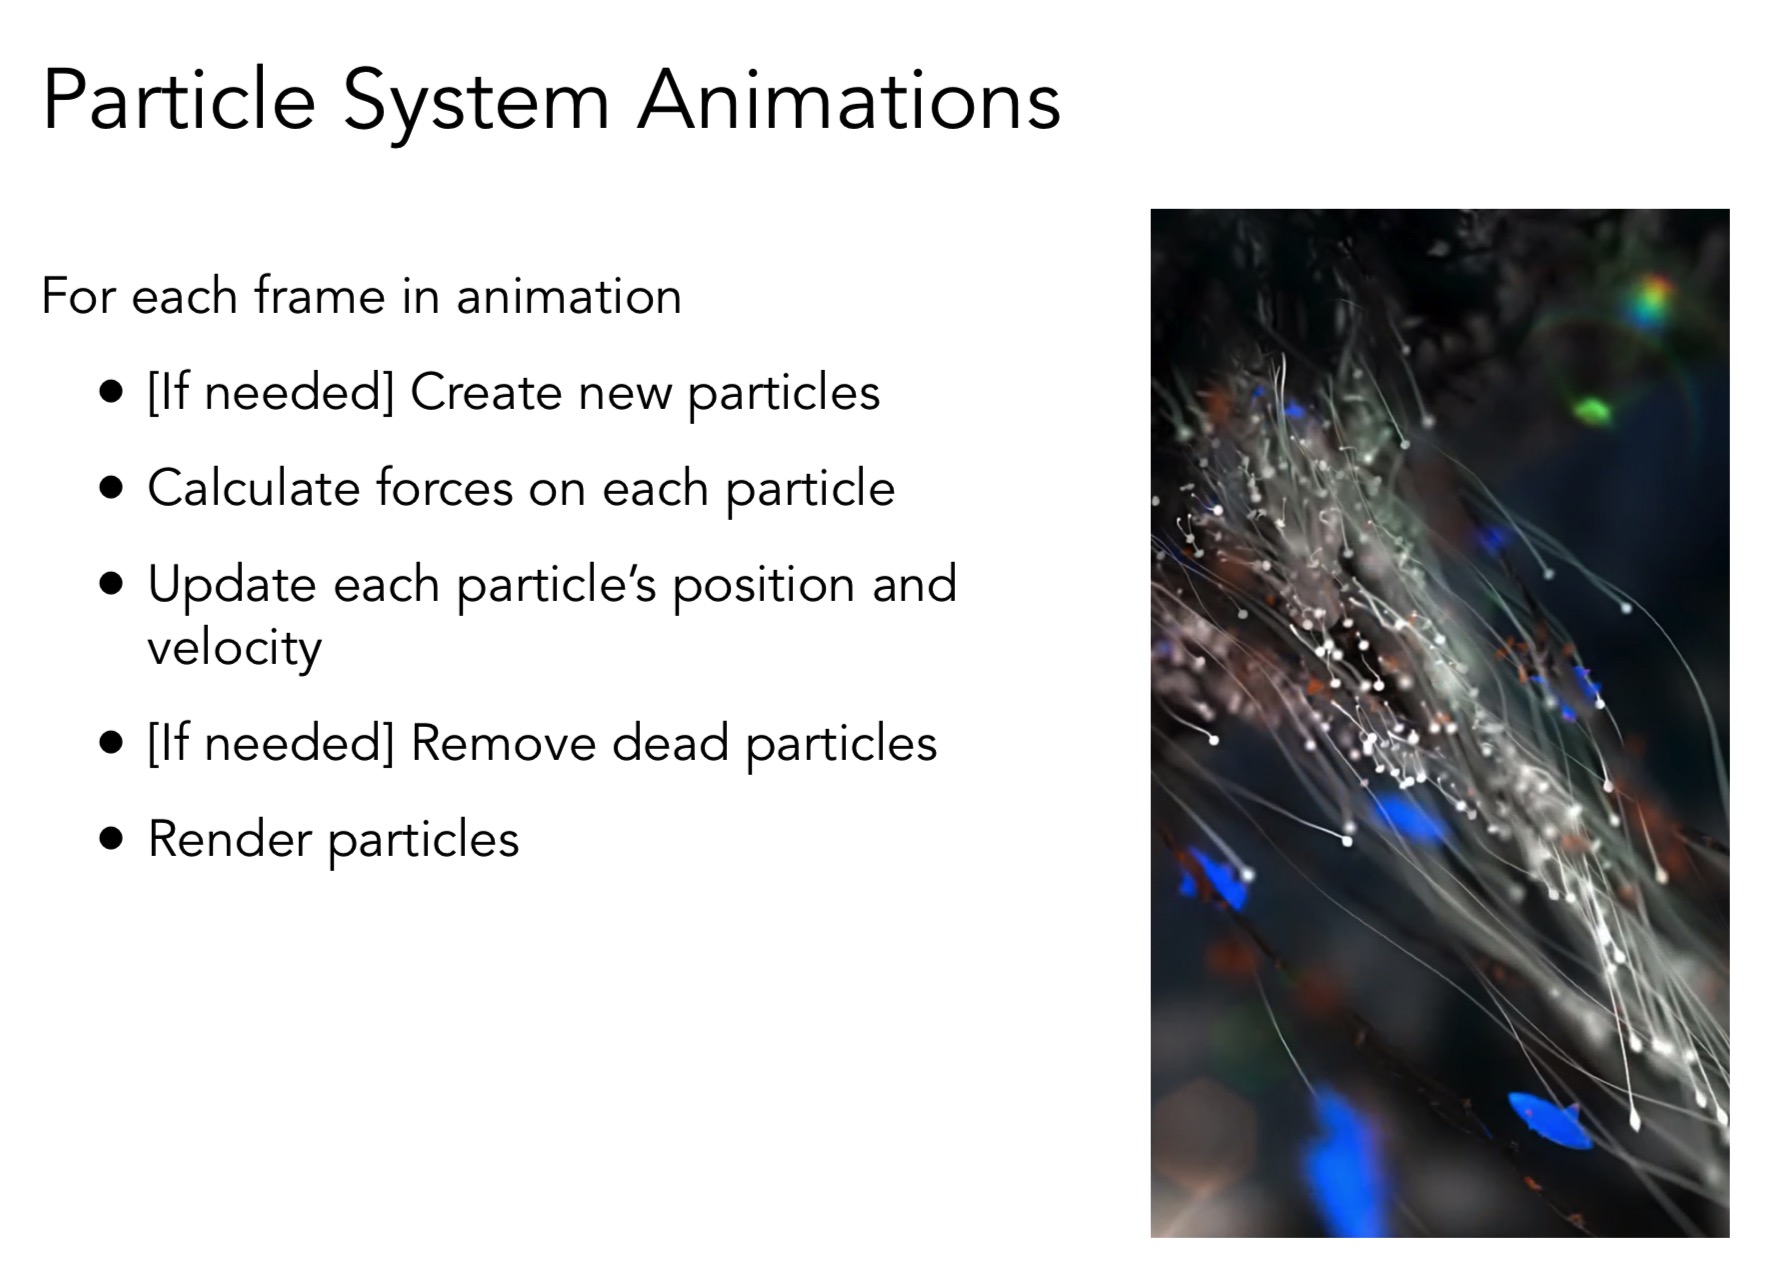 Particle System Animations
For each frame in animation
● [If needed] Create new particles
● Calculate forces on each particle
● Update each particle’s position and
velocity
● [If needed] Remove dead particles
● Render particles